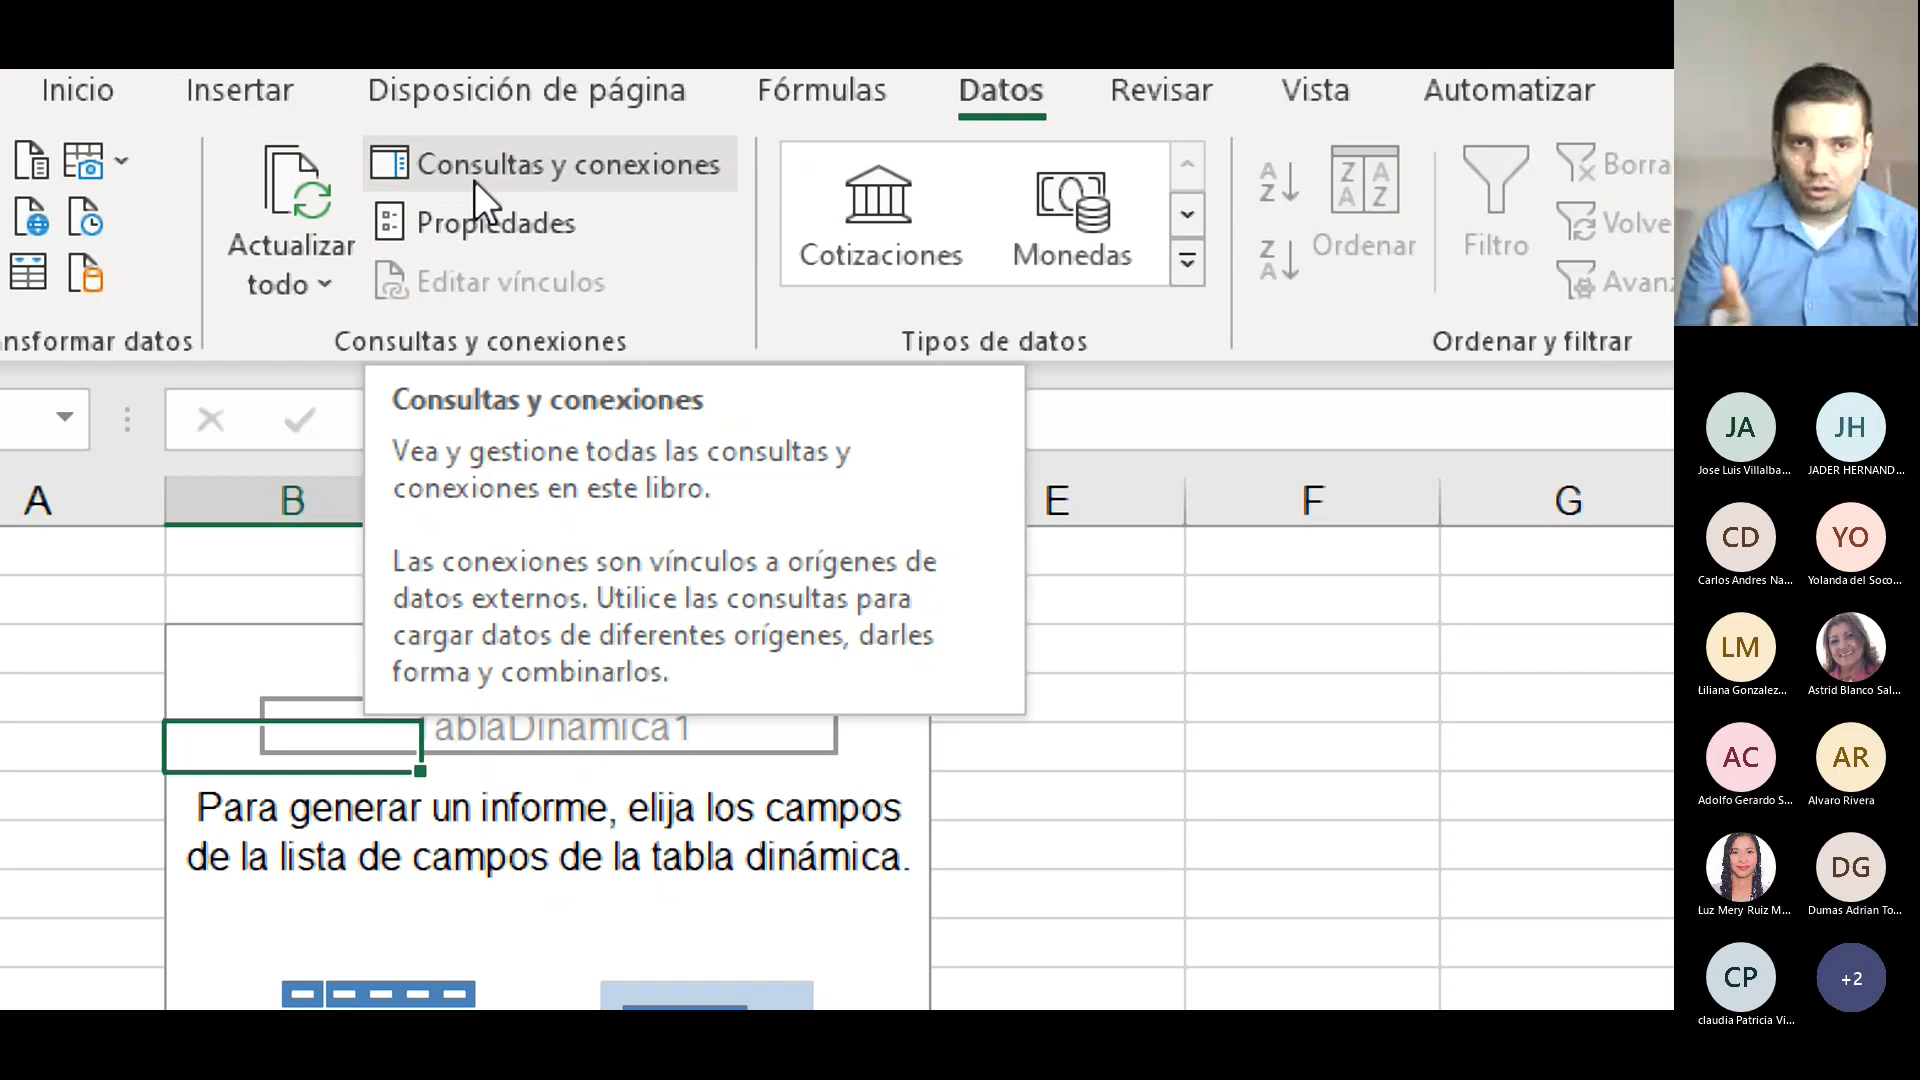 Inicio Insertar Disposición de página Fórmulas Datos Revisar Vista Automatizar
Consultas y conexiones
Propiedades
Editar vínculos
Actualizar
todo
Cotizaciones Monedas
Ordenar
Filtro
Borra
Volve
Avan
nsformar datos Consultas y conexiones Tipos de datos Ordenar y filtrar
Consultas y conexiones
Vea y gestione todas las consultas y
conexiones en este libro.
Las conexiones son vínculos a orígenes de
datos externos. Utilice las consultas para
cargar datos de diferentes orígenes, darles
forma y combinarlos.
A B E F G
ablaDinámica1
Para generar un informe, elija los campos
de la lista de campos de la tabla dinámica.
JA JH
Jose Luis Villalba... JADER HERNAND...
CD YO
Carlos Andres Na... Yolanda del Soco...
LM
Liliana Gonzalez... Astrid Blanco Sal...
AC AR
Adolfo Gerardo S... Alvaro Rivera
DG
Luz Mery Ruiz M... Dumas Adrian To...
CP +2
claudia Patricia Vi...